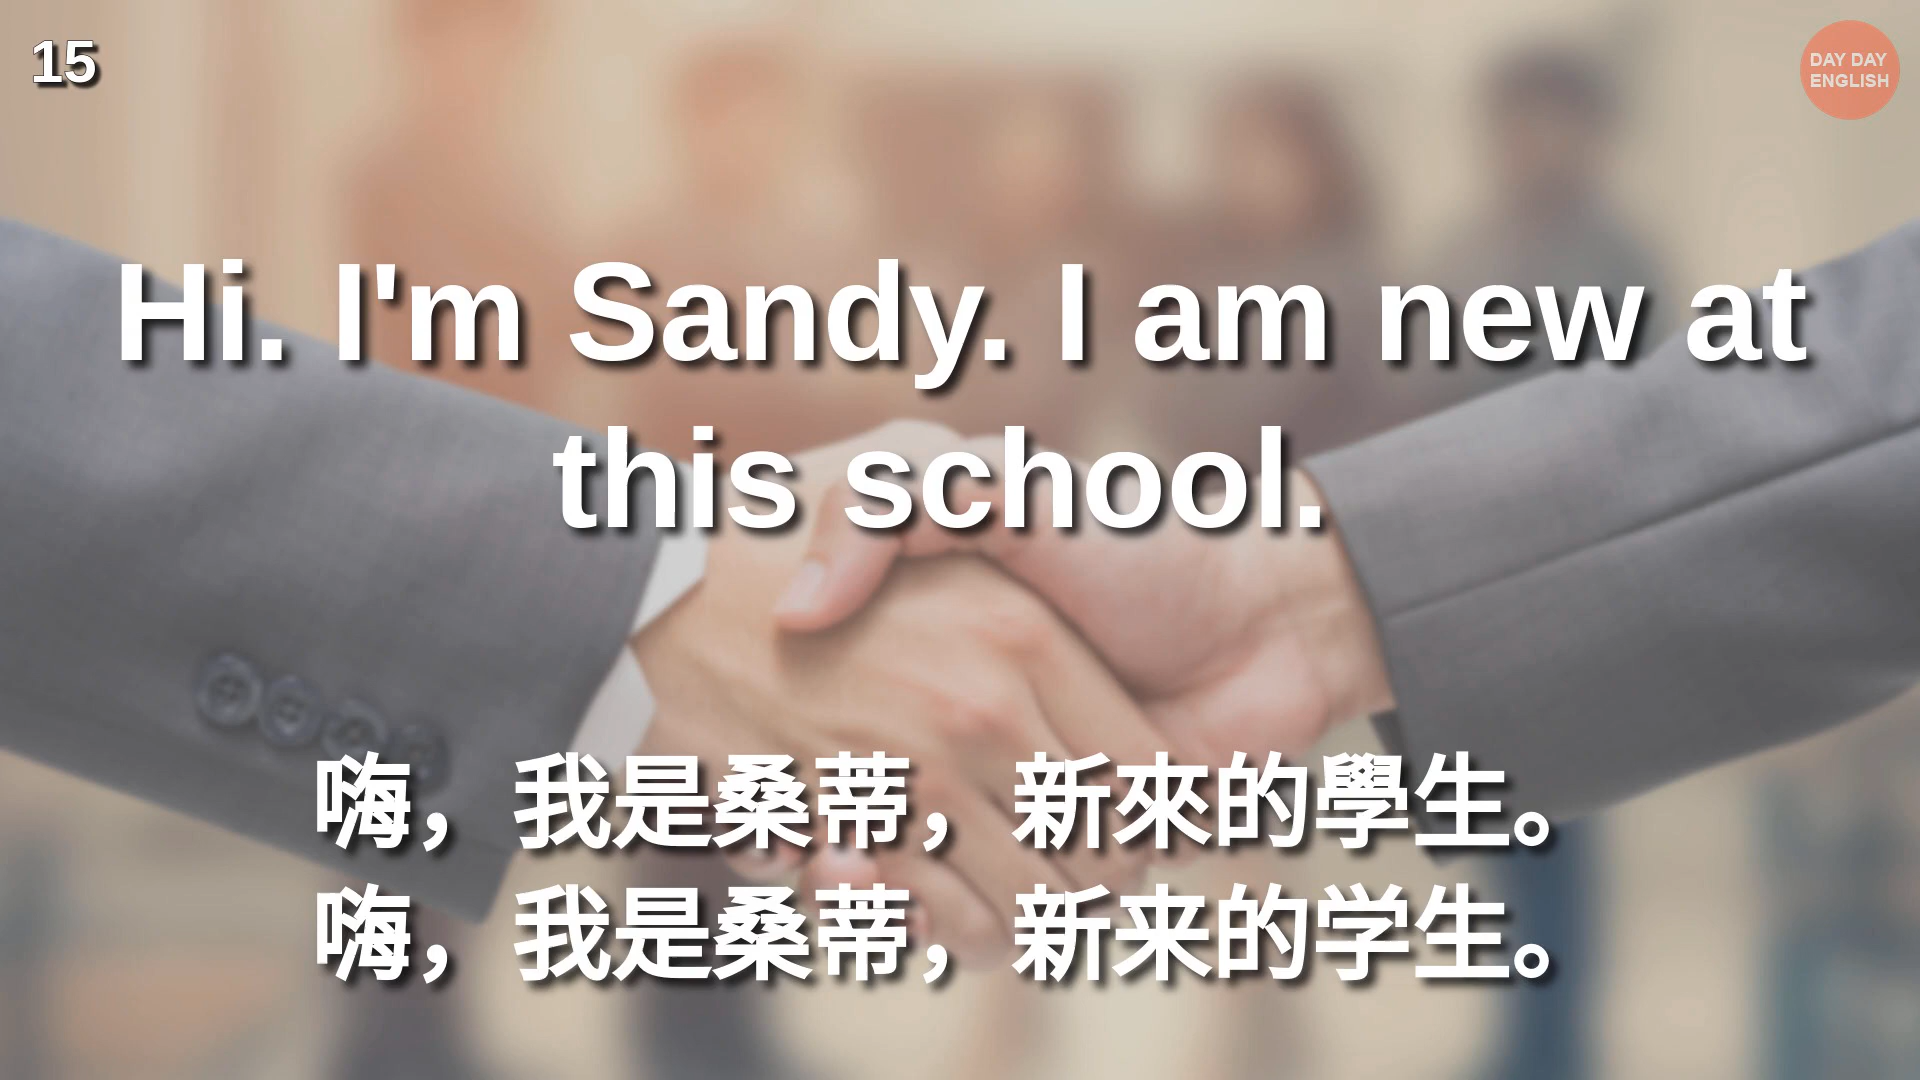 15
DAY DAY
ENGLISH
Hi. I'm Sandy. I am new at
this school.
嗨，我是桑蒂，新來的學生。
嗨，我是桑蒂，新来的学生。